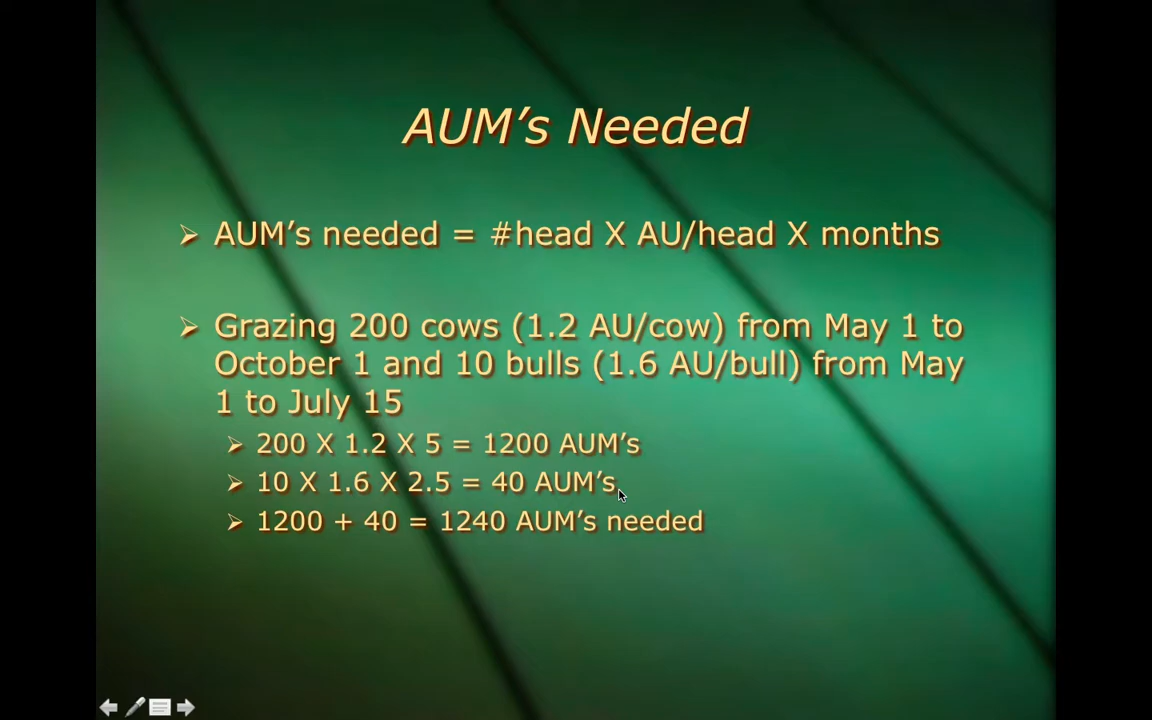 AUM’s Needed
➢ AUM’s needed = #head X AU/head X months
➢ Grazing 200 cows (1.2 AU/cow) from May 1 to
October 1 and 10 bulls (1.6 AU/bull) from May
1 to July 15
➢ 200 X 1.2 X 5 = 1200 AUM’s
➢ 10 X 1.6 X 2.5 = 40 AUM’s
➢ 1200 + 40 = 1240 AUM’s needed